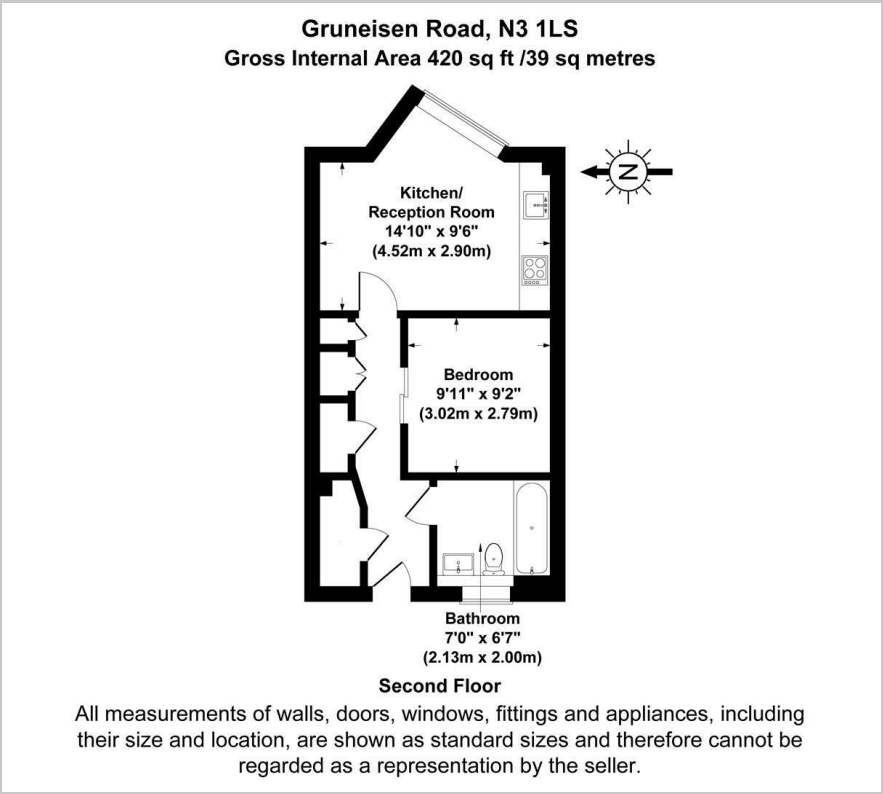 Gruneisen Road, N3 1LS
Gross Internal Area 420 sq ft /39 sq metres
N
Kitchen/
Reception Room
14'10" x 9'6"
(4.52m x 2.90m)
Bedroom
9'11" x 9'2"
(3.02m x 2.79m)
Bathroom
7'0" x 6'7"
(2.13m x 2.00m)
Second Floor
All measurements of walls, doors, windows, fittings and appliances, including
their size and location, are shown as standard sizes and therefore cannot be
regarded as a representation by the seller.